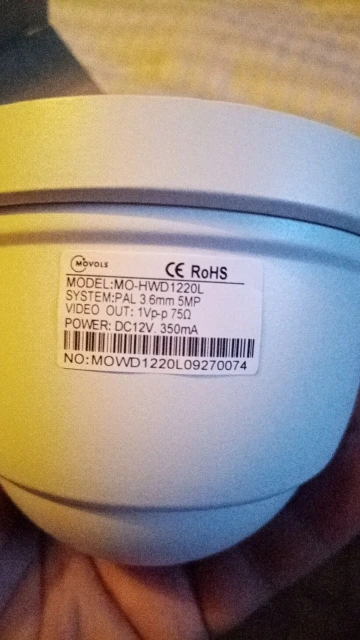 MOVOLS
CE RoHS
MODEL:MO-HWD1220L
SYSTEM:PAL 3.6mm 5MP
VIDEO OUT: 1Vp-p 75Ω
POWER: DC12V. 350mA
NO:MOWD1220L09270074